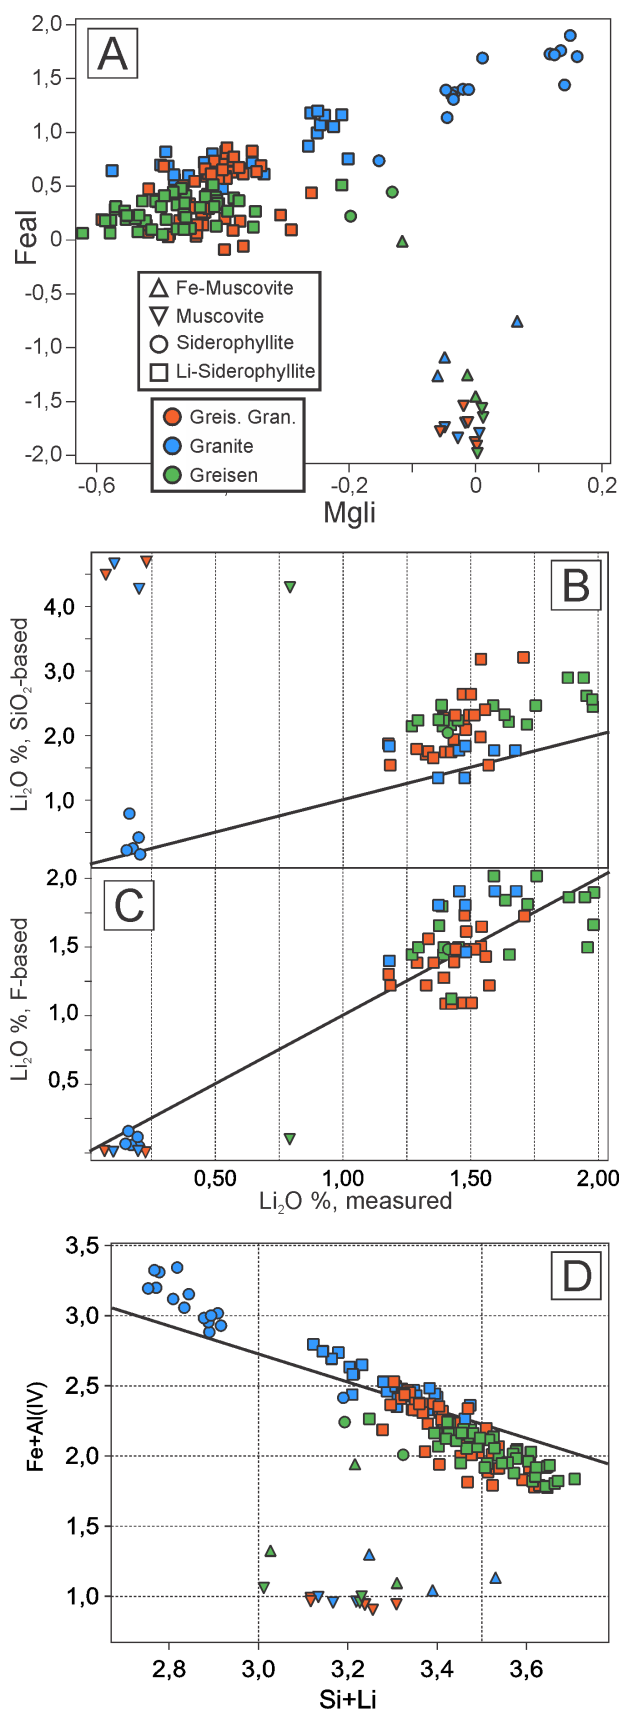 A
2,0
1,5
1,0
0,5
0
-0,5
-1,0
-1,5
-2,0
Feal
Fe-Muscovite
Muscovite
Siderophyllite
Li-Siderophyllite
Greis. Gran.
Granite
Greisen
-0,6
-0,2
0
0,2
Mgli
B
4,0
3,0
2,0
1,0
Li₂O %, SiO₂-based
C
2,0
1,5
1,0
0,5
Li₂O %, F-based
0,50
1,00
1,50
2,00
Li₂O %, measured
D
3,5
3.0
2,5
2,0
1,5
1,0
Fe+Al(IV)
2,8
3,0
3,2
3,4
3,6
Si+Li